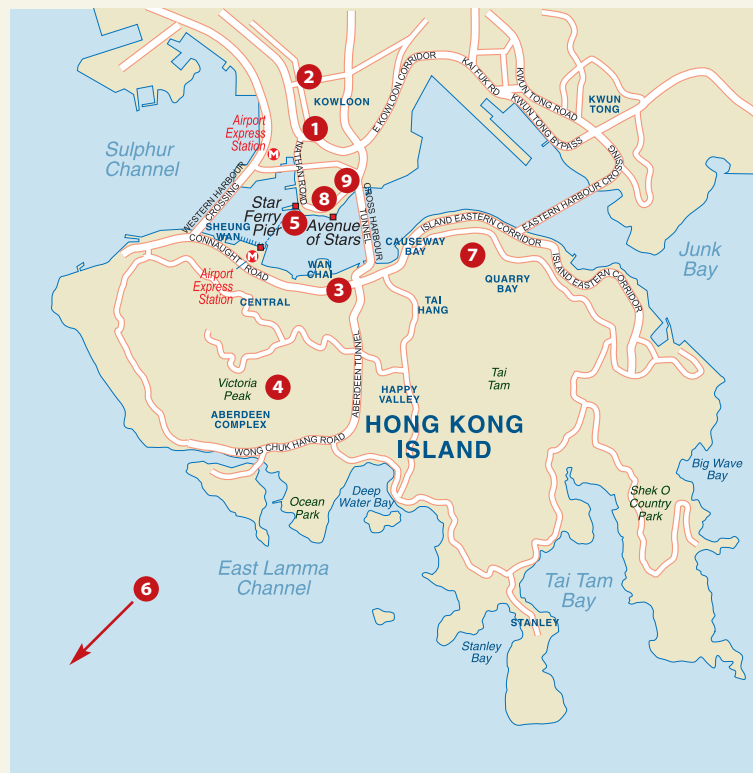 2
KOWLOON
E KOWLOON CORRIDOR
KAI FUK RD
KWUN TONG ROAD
KWUN TONG BYPASS
KWUN
TONG
1
Airport
Express
Station
M
Sulphur
Channel
NATHAN ROAD
WESTERN HARBOUR
CROSSING
9
8
Star
Ferry
Pier
5
Avenue
of Stars
CROSS HARBOUR
TUNNEL
EASTERN HARBOUR CROSSING
SHEUNG
WAN
CONNAUGHT ROAD
M
Airport
Express
Station
CENTRAL
WAN
CHAI
3
CAUSEWAY
BAY
ISLAND EASTERN CORRIDOR
7
QUARRY
BAY
ISLAND EASTERN CORRIDOR
Junk
Bay
TAI
HANG
ABERDEEN TUNNEL
Victoria
Peak
4
ABERDEEN
COMPLEX
HAPPY
VALLEY
Tai
Tam
HONG KONG
ISLAND
WONG CHUK HANG ROAD
Ocean
Park
Deep
Water Bay
Big Wave
Bay
Shek O
Country
Park
East Lamma
Channel
6
Tai Tam
Bay
STANLEY
Stanley
Bay